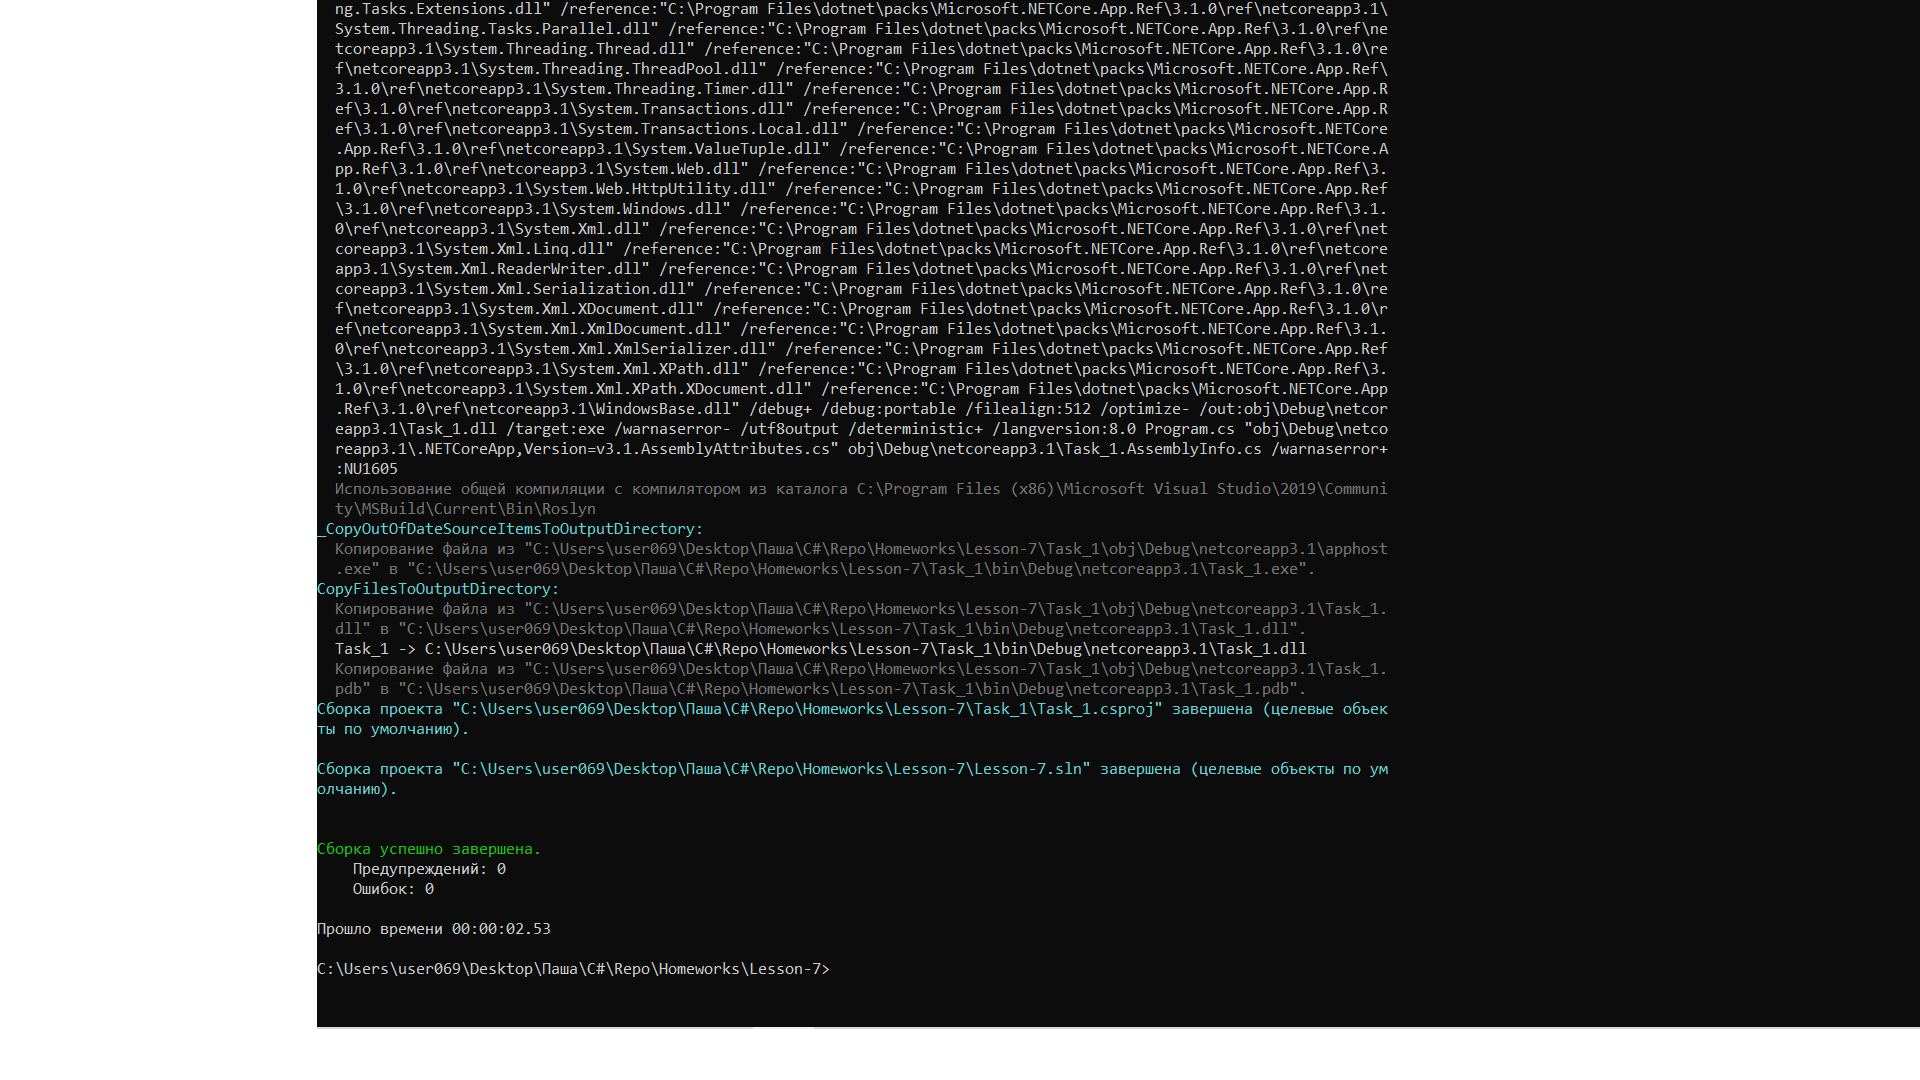 ng.Tasks.Extensions.dll" /reference:"C:\Program Files\dotnet\packs\Microsoft.NETCore.App.Ref\3.1.0\ref\netcoreapp3.1\
System.Threading.Tasks.Parallel.dll" /reference:"C:\Program Files\dotnet\packs\Microsoft.NETCore.App.Ref\3.1.0\ref\ne
tcoreapp3.1\System.Threading.Thread.dll" /reference:"C:\Program Files\dotnet\packs\Microsoft.NETCore.App.Ref\3.1.0\re
f\netcoreapp3.1\System.Threading.ThreadPool.dll" /reference:"C:\Program Files\dotnet\packs\Microsoft.NETCore.App.Ref\
3.1.0\ref\netcoreapp3.1\System.Threading.Timer.dll" /reference:"C:\Program Files\dotnet\packs\Microsoft.NETCore.App.R
ef\3.1.0\ref\netcoreapp3.1\System.Transactions.dll" /reference:"C:\Program Files\dotnet\packs\Microsoft.NETCore.App.R
ef\3.1.0\ref\netcoreapp3.1\System.Transactions.Local.dll" /reference:"C:\Program Files\dotnet\packs\Microsoft.NETCore
.App.Ref\3.1.0\ref\netcoreapp3.1\System.ValueTuple.dll" /reference:"C:\Program Files\dotnet\packs\Microsoft.NETCore.A
pp.Ref\3.1.0\ref\netcoreapp3.1\System.Web.dll" /reference:"C:\Program Files\dotnet\packs\Microsoft.NETCore.App.Ref\3.
1.0\ref\netcoreapp3.1\System.Web.HttpUtility.dll" /reference:"C:\Program Files\dotnet\packs\Microsoft.NETCore.App.Ref
\3.1.0\ref\netcoreapp3.1\System.Windows.dll" /reference:"C:\Program Files\dotnet\packs\Microsoft.NETCore.App.Ref\3.1.
0\ref\netcoreapp3.1\System.Xml.dll" /reference:"C:\Program Files\dotnet\packs\Microsoft.NETCore.App.Ref\3.1.0\ref\net
coreapp3.1\System.Xml.Linq.dll" /reference:"C:\Program Files\dotnet\packs\Microsoft.NETCore.App.Ref\3.1.0\ref\netcore
app3.1\System.Xml.ReaderWriter.dll" /reference:"C:\Program Files\dotnet\packs\Microsoft.NETCore.App.Ref\3.1.0\ref\net
coreapp3.1\System.Xml.Serialization.dll" /reference:"C:\Program Files\dotnet\packs\Microsoft.NETCore.App.Ref\3.1.0\re
f\netcoreapp3.1\System.Xml.XDocument.dll" /reference:"C:\Program Files\dotnet\packs\Microsoft.NETCore.App.Ref\3.1.0\r
ef\netcoreapp3.1\System.Xml.XmlDocument.dll" /reference:"C:\Program Files\dotnet\packs\Microsoft.NETCore.App.Ref\3.1.
0\ref\netcoreapp3.1\System.Xml.XmlSerializer.dll" /reference:"C:\Program Files\dotnet\packs\Microsoft.NETCore.App.Ref
\3.1.0\ref\netcoreapp3.1\System.Xml.XPath.dll" /reference:"C:\Program Files\dotnet\packs\Microsoft.NETCore.App.Ref\3.
1.0\ref\netcoreapp3.1\System.Xml.XPath.XDocument.dll" /reference:"C:\Program Files\dotnet\packs\Microsoft.NETCore.App
.Ref\3.1.0\ref\netcoreapp3.1\WindowsBase.dll" /debug+ /debug:portable /filealign:512 /optimize- /out:obj\Debug\netcor
eapp3.1\Task_1.dll /target:exe /warnaserror- /utf8output /deterministic+ /langversion:8.0 Program.cs "obj\Debug\netco
reapp3.1\.NETCoreApp,Version=v3.1.AssemblyAttributes.cs" obj\Debug\netcoreapp3.1\Task_1.AssemblyInfo.cs /warnaserror+
:NU1605
Использование общей компиляции с компилятором из каталога C:\Program Files (x86)\Microsoft Visual Studio\2019\Communi
ty\MSBuild\Current\Bin\Roslyn
_CopyOutOfDateSourceItemsToOutputDirectory:
Копирование файла из "C:\Users\user069\Desktop\Паша\C#\Repo\Homeworks\Lesson-7\Task_1\obj\Debug\netcoreapp3.1\apphost
.exe" в "C:\Users\user069\Desktop\Паша\C#\Repo\Homeworks\Lesson-7\Task_1\bin\Debug\netcoreapp3.1\Task_1.exe".
CopyFilesToOutputDirectory:
Копирование файла из "C:\Users\user069\Desktop\Паша\C#\Repo\Homeworks\Lesson-7\Task_1\obj\Debug\netcoreapp3.1\Task_1.
dll" в "C:\Users\user069\Desktop\Паша\C#\Repo\Homeworks\Lesson-7\Task_1\bin\Debug\netcoreapp3.1\Task_1.dll".
Task_1 -> C:\Users\user069\Desktop\Паша\C#\Repo\Homeworks\Lesson-7\Task_1\bin\Debug\netcoreapp3.1\Task_1.dll
Копирование файла из "C:\Users\user069\Desktop\Паша\C#\Repo\Homeworks\Lesson-7\Task_1\obj\Debug\netcoreapp3.1\Task_1.
pdb" в "C:\Users\user069\Desktop\Паша\C#\Repo\Homeworks\Lesson-7\Task_1\bin\Debug\netcoreapp3.1\Task_1.pdb".
Сборка проекта "C:\Users\user069\Desktop\Паша\C#\Repo\Homeworks\Lesson-7\Task_1\Task_1.csproj" завершена (целевые объек
ты по умолчанию).
Сборка проекта "C:\Users\user069\Desktop\Паша\C#\Repo\Homeworks\Lesson-7\Lesson-7.sln" завершена (целевые объекты по ум
олчанию).
Сборка успешно завершена.
Предупреждений: 0
Ошибок: 0
Прошло времени 00:00:02.53
C:\Users\user069\Desktop\Паша\C#\Repo\Homeworks\Lesson-7>